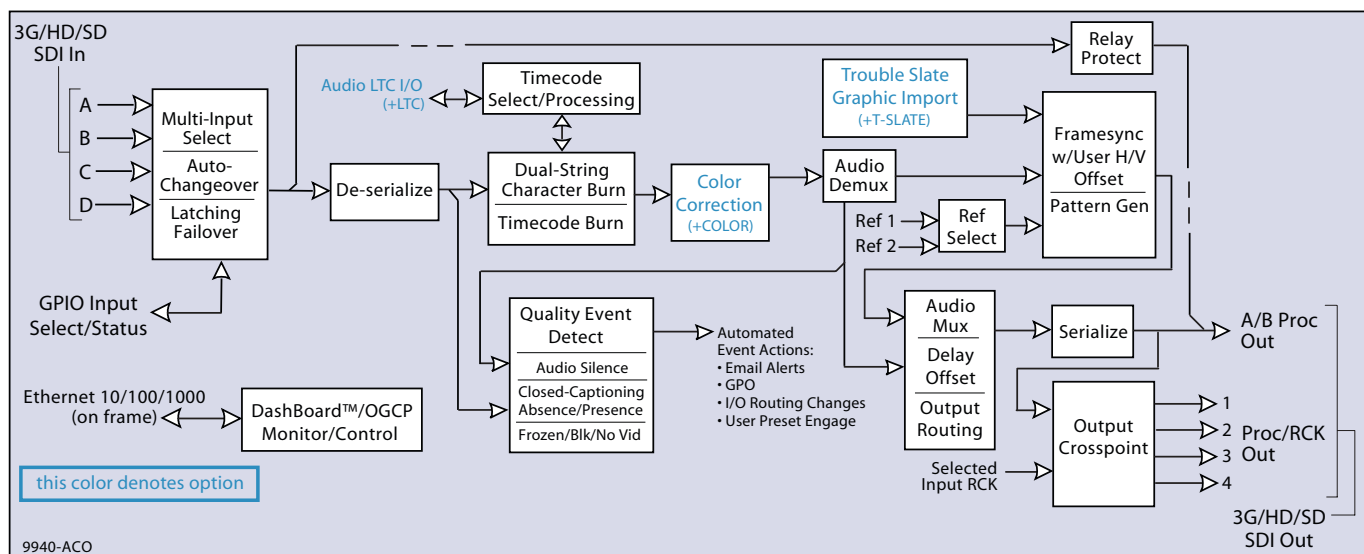 3G/HD/SD
SDI In
A
B
C
D
Multi-Input
Select
Auto-
Changeover
Latching
Failover
GPIO Input
Select/Status
De-serialize
Audio LTC I/O
(+LTC)
Timecode
Select/Processing
Dual-String
Character Burn
Timecode Burn
Color
Correction
(+COLOR)
Trouble Slate
Graphic Import
(+T-SLATE)
Audio
Demux
Ref 1
Ref 2
Ref
Select
Relay
Protect
Framesync
w/User H/V
Offset
Pattern Gen
Quality Event
Detect
Audio Silence
Closed-Captioning
Absence/Presence
Frozen/Blk/No Vid
Automated
Event Actions:
• Email Alerts
• GPO
• I/O Routing Changes
• User Preset Engage
Audio
Mux
Delay
Offset
Output
Routing
Serialize
A/B Proc
Out
Selected
Input RCK
Output
Crosspoint
1
2
3
4
Proc/RCK
Out
3G/HD/SD
SDI Out
Ethernet 10/100/1000
(on frame)
DashBoard™/OGCP
Monitor/Control
this color denotes option
9940-ACO